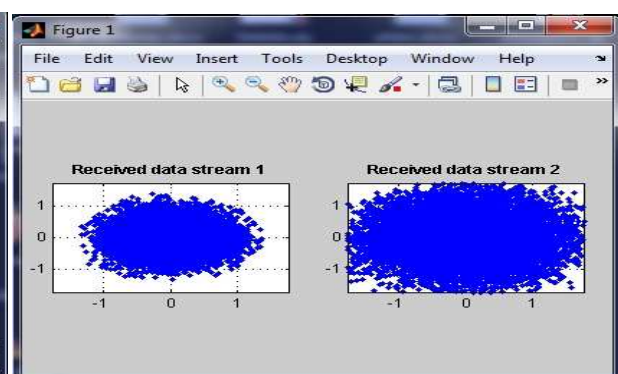 Figure 1
File Edit View Insert Tools Desktop Window Help
Received data stream 1
1
0
-1
-1 0 1
Received data stream 2
1
0
-1
-1 0 1